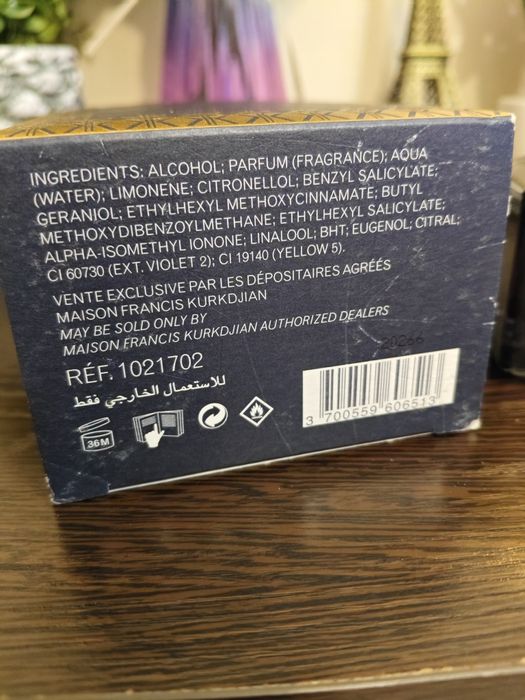 INGREDIENTS: ALCOHOL; PARFUM (FRAGRANCE); AQUA
(WATER); LIMONENE; CITRONELLOL; BENZYL SALICYLATE;
GERANIOL; ETHYLHEXYL METHOXYCINNAMATE; BUTYL
METHOXYDIBENZOYLMETHANE; ETHYLHEXYL SALICYLATE;
ALPHA-ISOMETHYL IONONE; LINALOOL; BHT; EUGENOL; CITRAL;
CI 60730 (EXT. VIOLET 2); CI 19140 (YELLOW 5).
VENTE EXCLUSIVE PAR LES DÉPOSITAIRES AGRÉÉS
MAISON FRANCIS KURKDJIAN
MAY BE SOLD ONLY BY
MAISON FRANCIS KURKDJIAN AUTHORIZED DEALERS
RÉF. 1021702
للاستعمال الخارجي فقط
36M
3 700559 606513